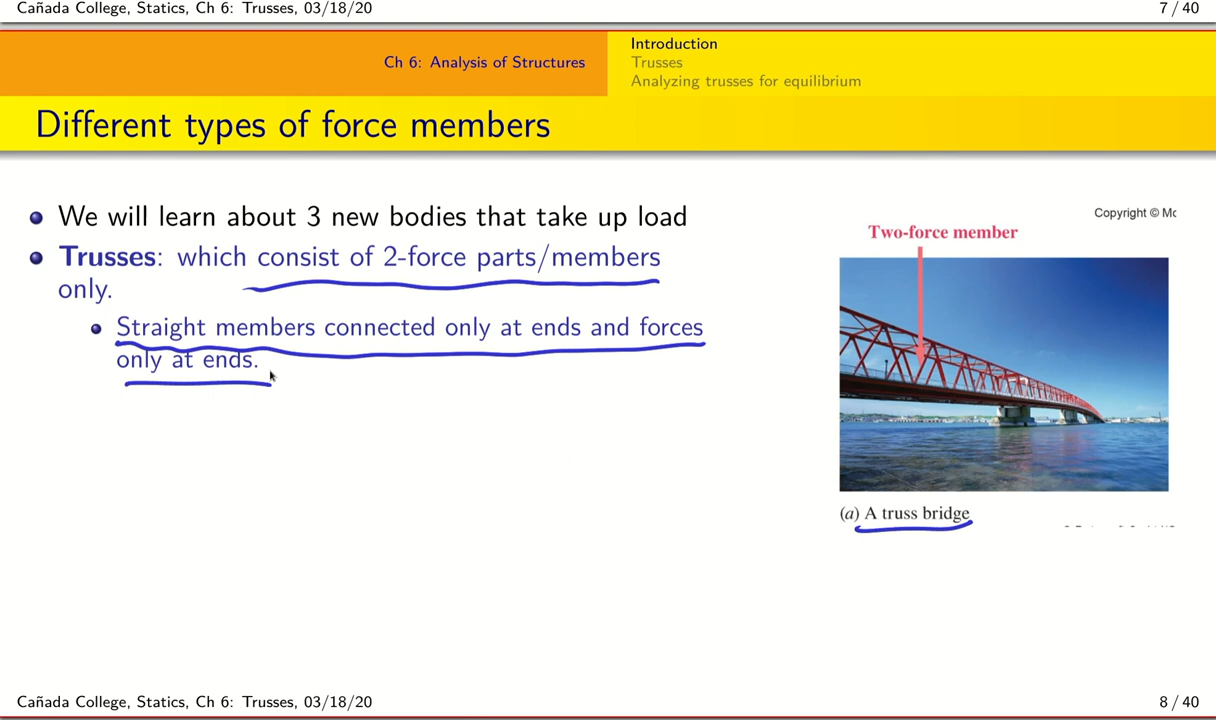 Cañada College, Statics, Ch 6: Trusses, 03/18/20
7 / 40
Ch 6: Analysis of Structures
Introduction
Trusses
Analyzing trusses for equilibrium
Different types of force members
We will learn about 3 new bodies that take up load
Trusses: which consist of 2-force parts/members
only.
Straight members connected only at ends and forces
only at ends.
Copyright © Mc
Two-force member
(a) A truss bridge
Cañada College, Statics, Ch 6: Trusses, 03/18/20
8 / 40